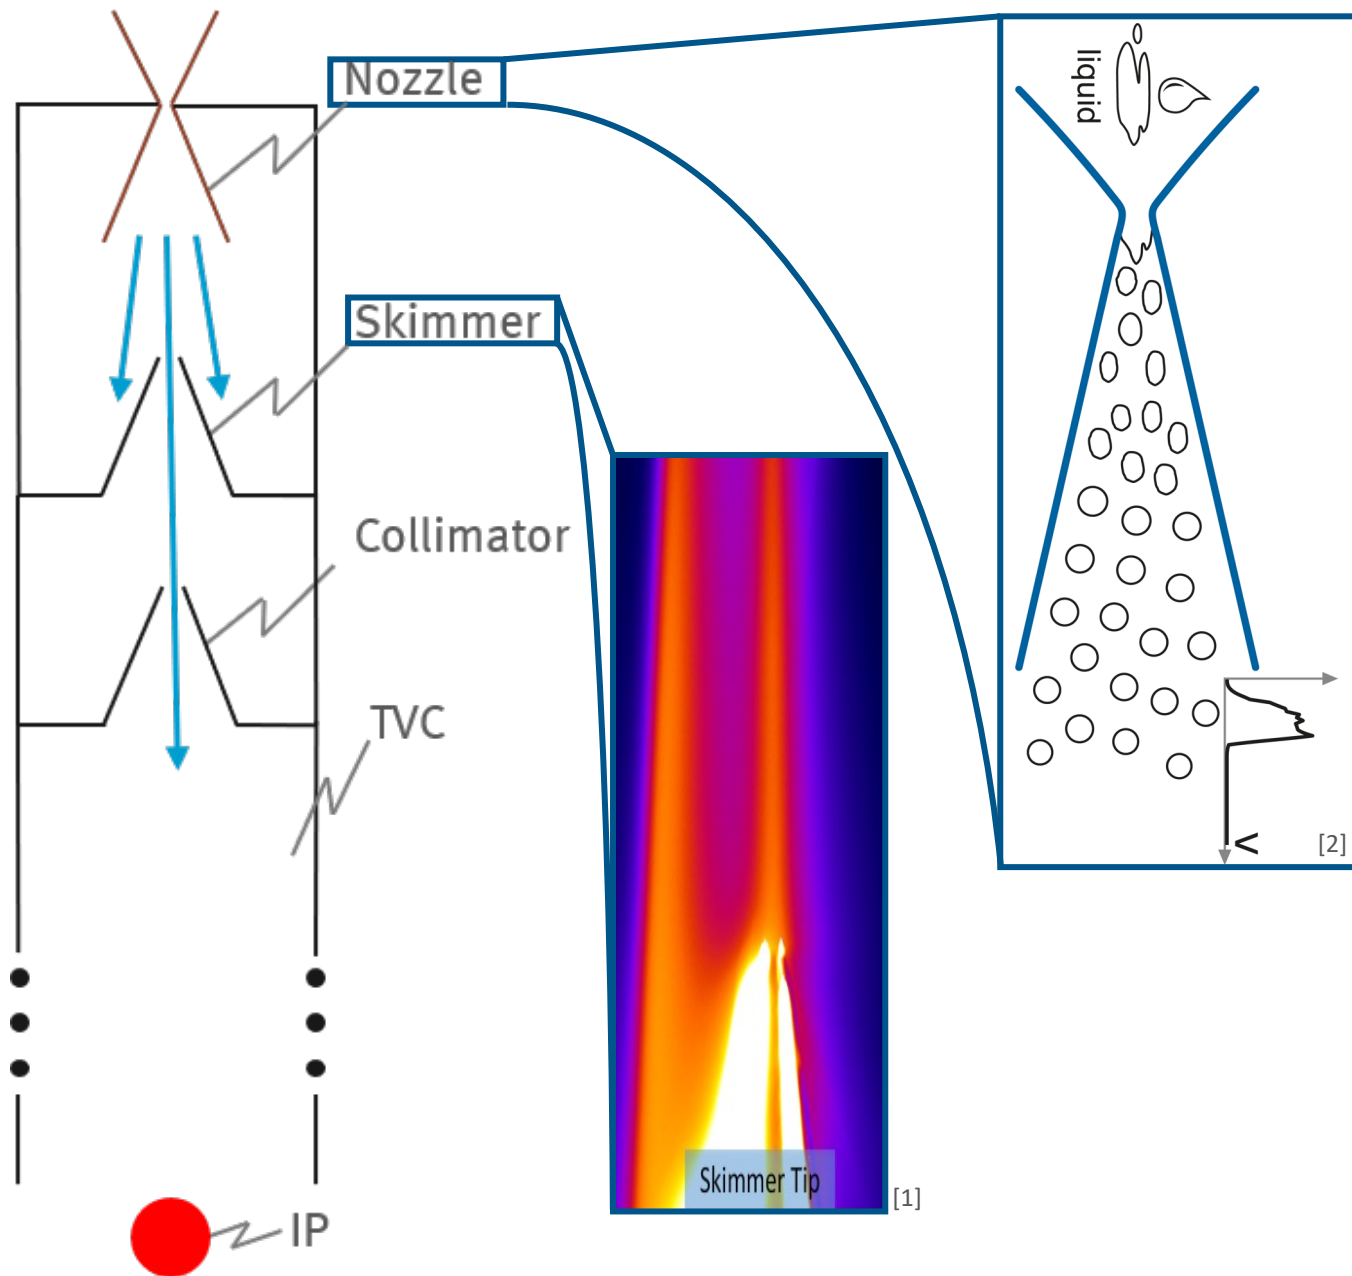 Nozzle
liquid
Skimmer
Collimator
TVC
V
[2]
Skimmer Tip
[1]
IP